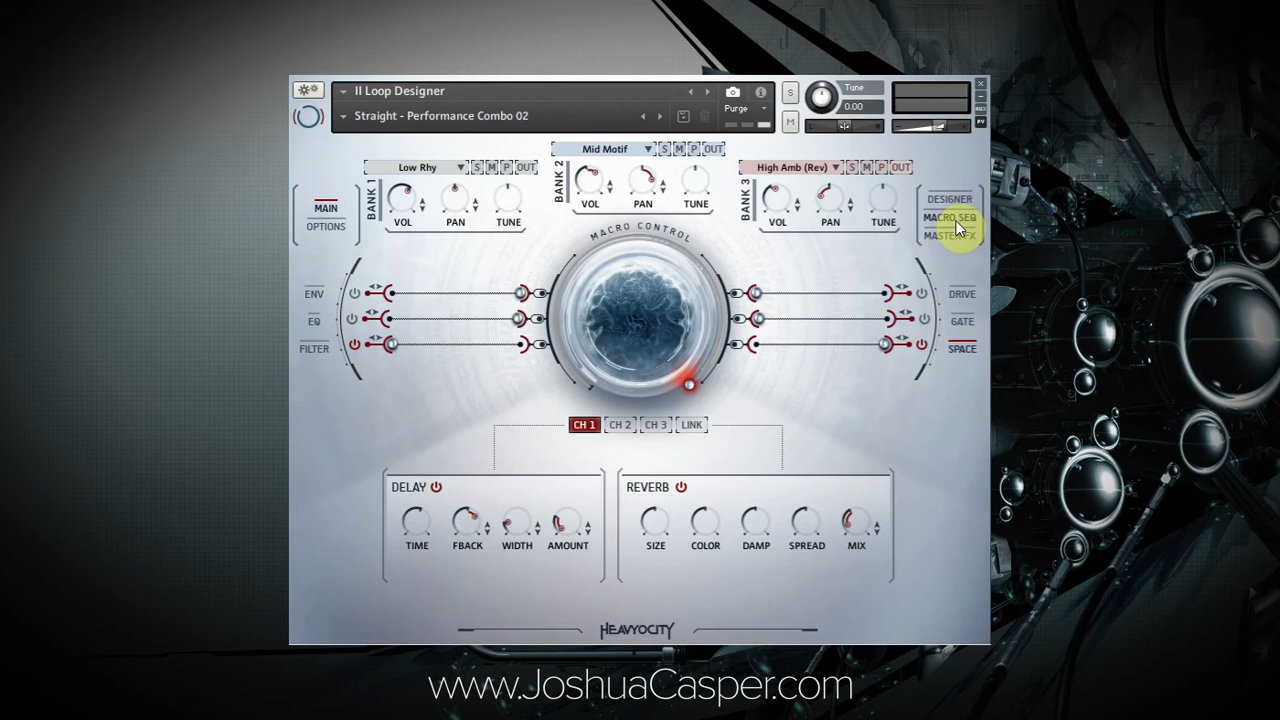 II Loop Designer
Straight - Performance Combo 02
Purge
S
M
Tune
0.00
L
R
AUX
PV
Low Rhy
S M P OUT
BANK 1
VOL PAN TUNE
Mid Motif
S M P OUT
BANK 2
VOL PAN TUNE
High Amb (Rev)
S M P OUT
BANK 3
VOL PAN TUNE
MAIN
OPTIONS
DESIGNER
MACRO SEQ
MASTER FX
MACRO CONTROL
ENV
EQ
FILTER
DRIVE
GATE
SPACE
CH 1 CH 2 CH 3 LINK
DELAY
TIME FBACK WIDTH AMOUNT
REVERB
SIZE COLOR DAMP SPREAD MIX
HEAVYOCITY
www.JoshuaCasper.com